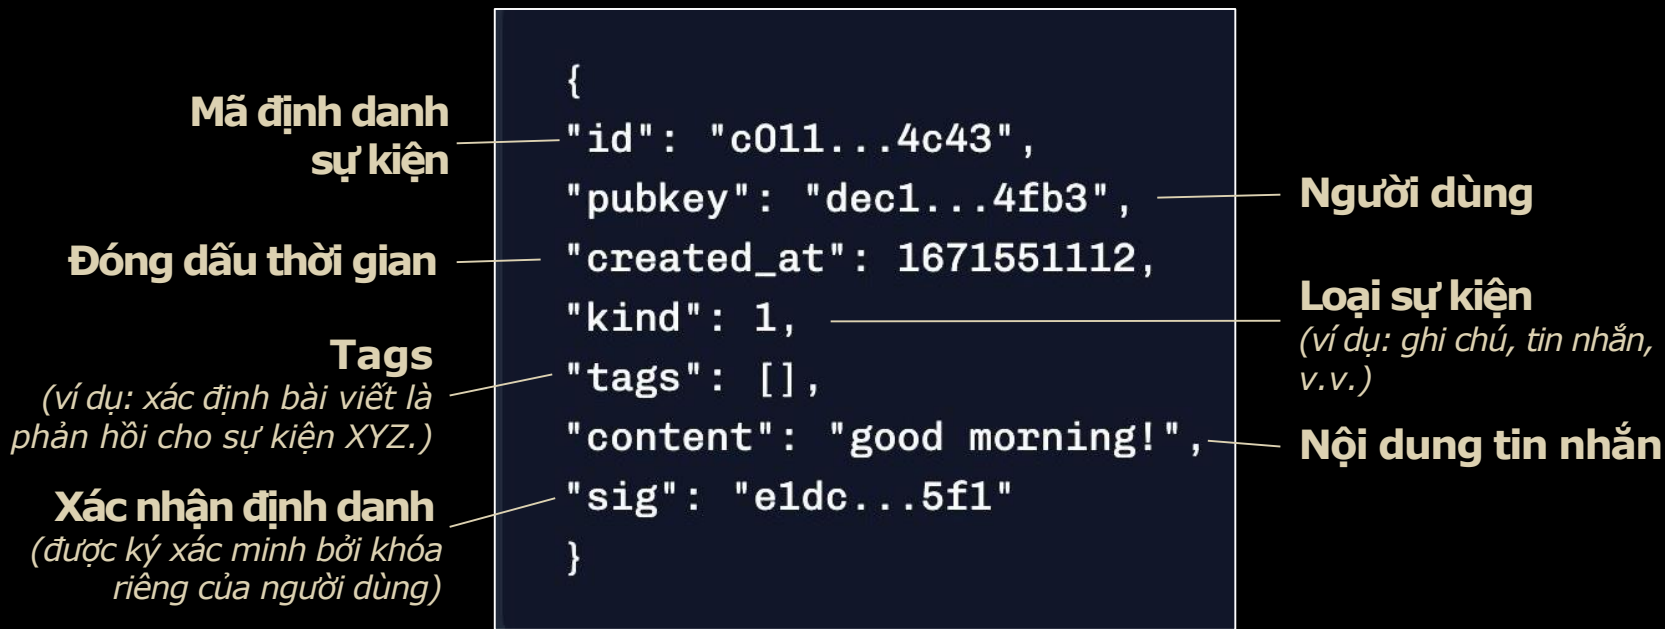 Mã định danh
sự kiện
Đóng dấu thời gian
Tags
(ví dụ: xác định bài viết là
phản hồi cho sự kiện XYZ.)
Xác nhận định danh
(được ký xác minh bởi khóa
riêng của người dùng)
{
"id": "c011...4c43",
"pubkey": "dec1...4fb3",
"created_at": 1671551112,
"kind": 1,
"tags": [],
"content": "good morning!",
"sig": "e1dc...5f1"
}
Người dùng
Loại sự kiện
(ví dụ: ghi chú, tin nhắn,
v.v.)
Nội dung tin nhắn